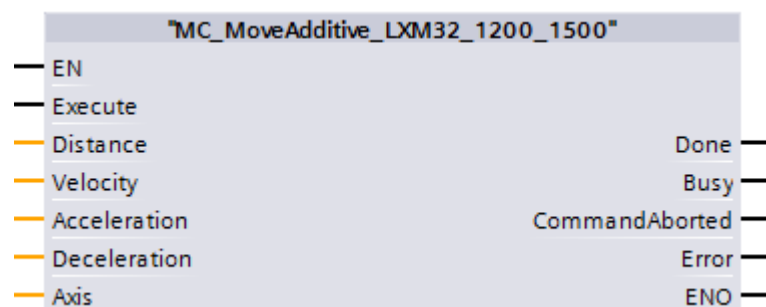 "MC_MoveAdditive_LXM32_1200_1500"
EN
Execute
Distance Done
Velocity Busy
Acceleration CommandAborted
Deceleration Error
Axis ENO